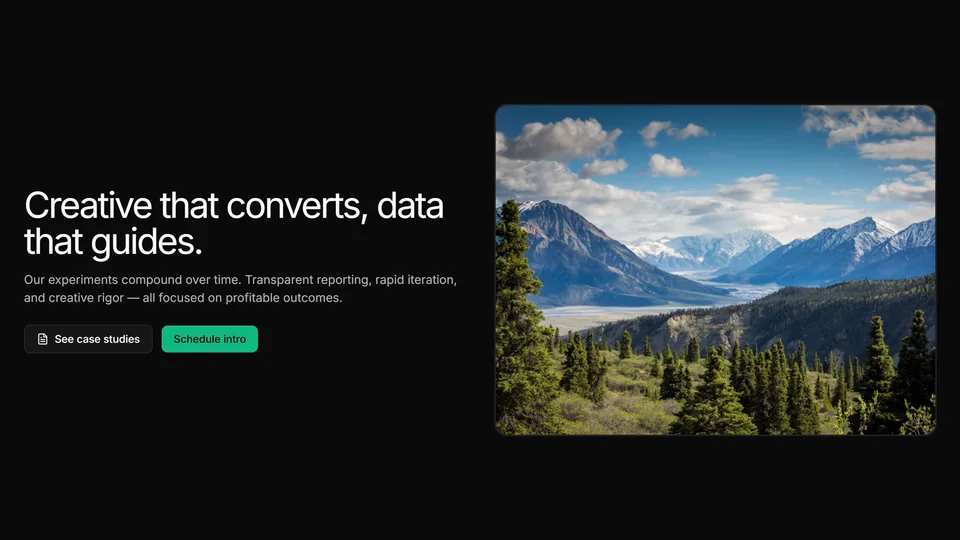 Creative that converts, data
that guides.
Our experiments compound over time. Transparent reporting, rapid iteration,
and creative rigor — all focused on profitable outcomes.
See case studies
Schedule intro